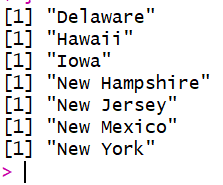 [1] "Delaware"
[1] "Hawaii"
[1] "Iowa"
[1] "New Hampshire"
[1] "New Jersey"
[1] "New Mexico"
[1] "New York"
>